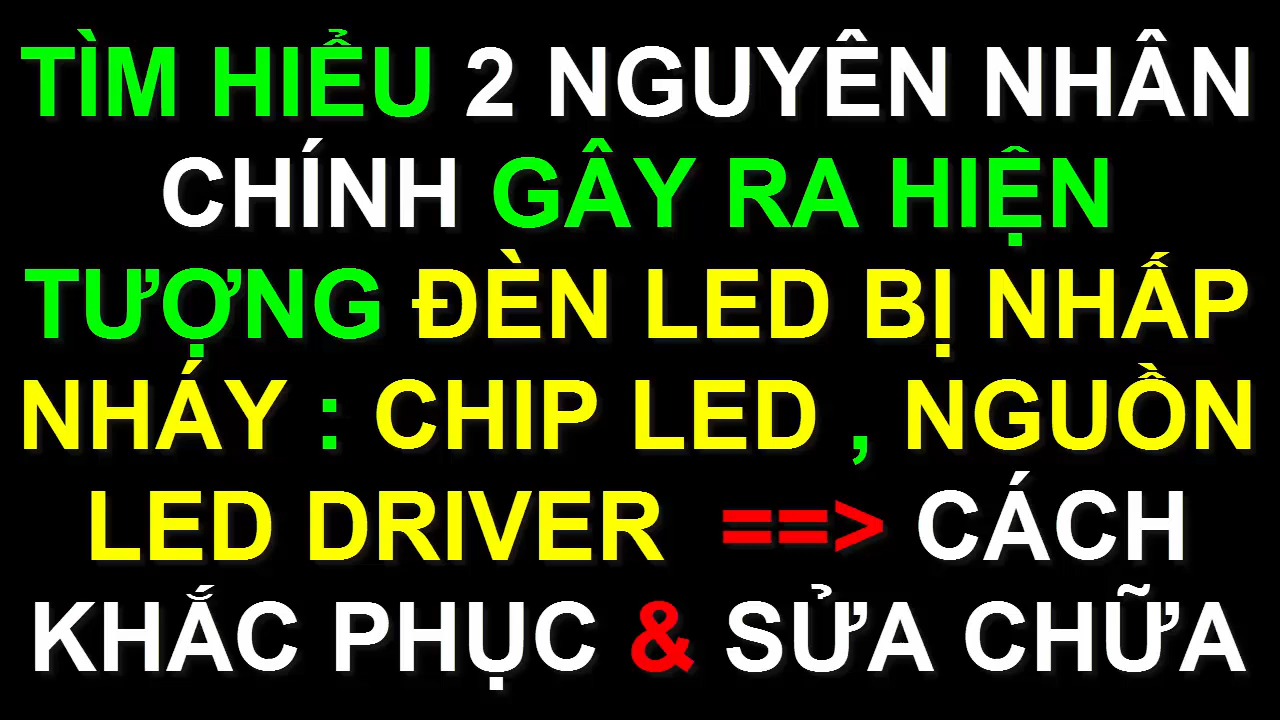 TÌM HIỂU 2 NGUYÊN NHÂN
CHÍNH GÂY RA HIỆN
TƯỢNG ĐÈN LED BỊ NHẤP
NHÁY : CHIP LED , NGUỒN
LED DRIVER ==> CÁCH
KHẮC PHỤC & SỬA CHỮA